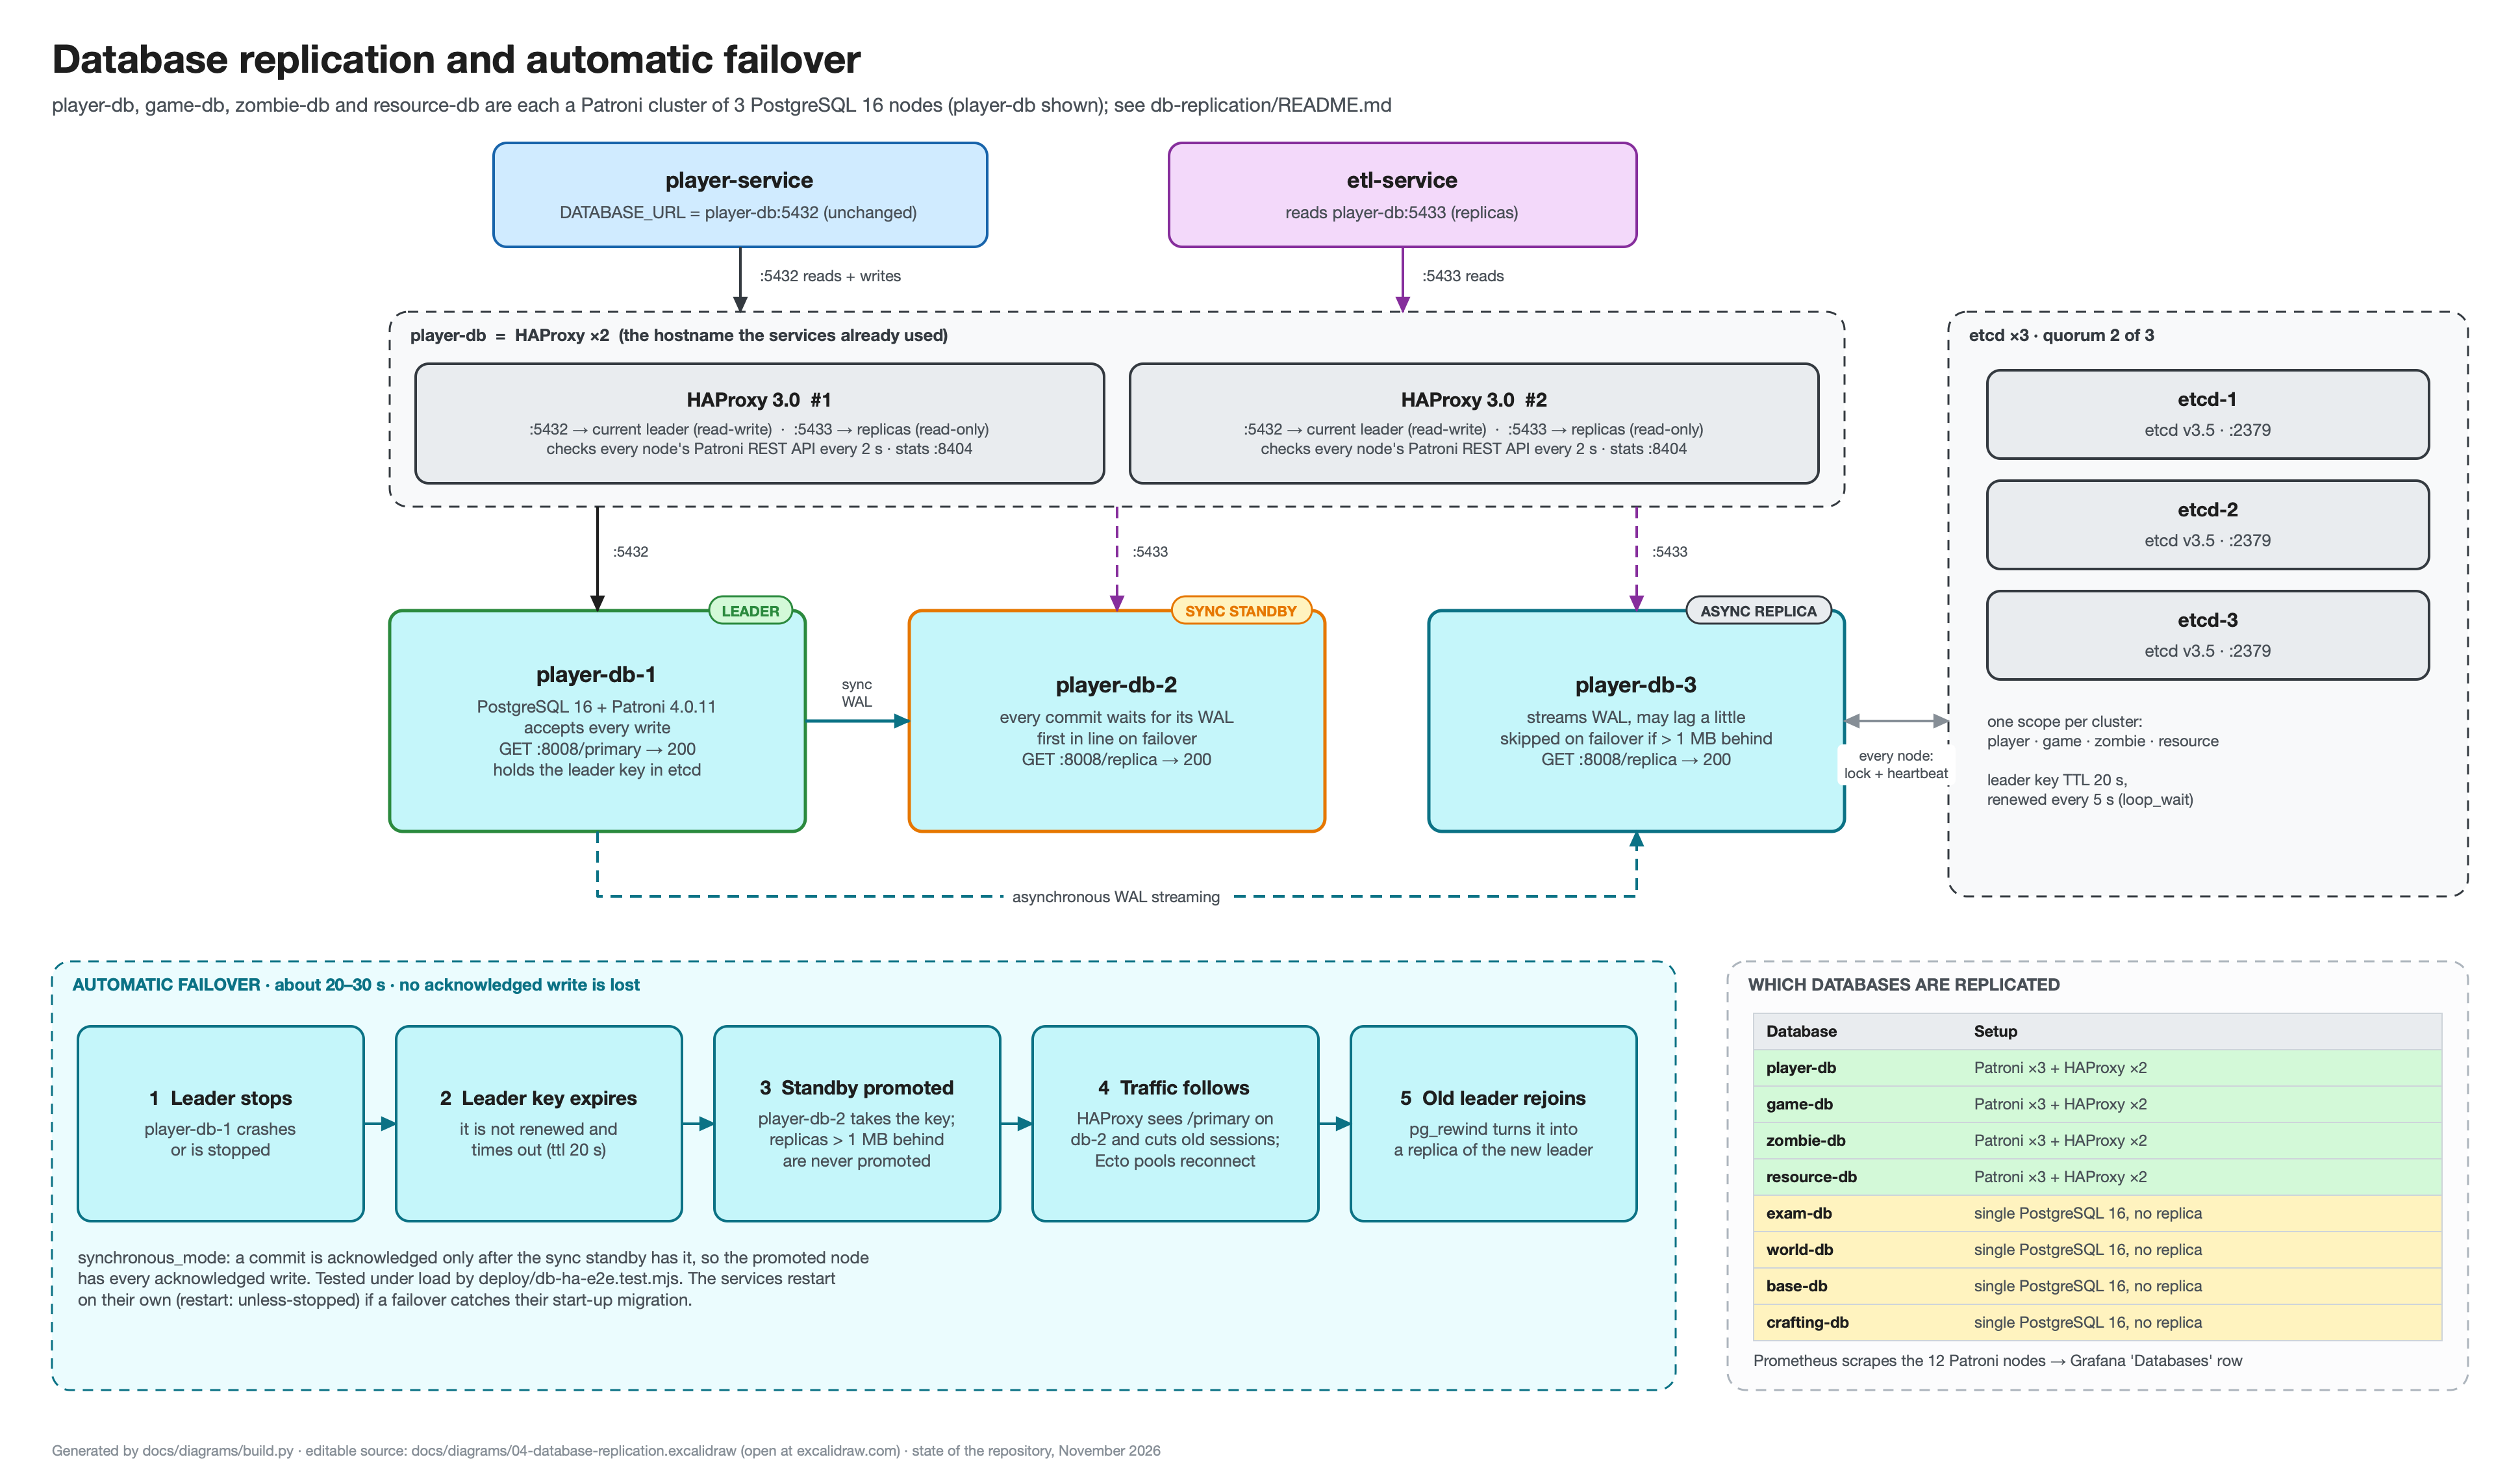 Database replication and automatic failover
player-db, game-db, zombie-db and resource-db are each a Patroni cluster of 3 PostgreSQL 16 nodes (player-db shown); see db-replication/README.md
player-service
DATABASE_URL = player-db:5432 (unchanged)
etl-service
reads player-db:5433 (replicas)
:5432 reads + writes
:5433 reads
player-db = HAProxy ×2 (the hostname the services already used)
HAProxy 3.0 #1
:5432 → current leader (read-write) · :5433 → replicas (read-only)
checks every node's Patroni REST API every 2 s · stats :8404
HAProxy 3.0 #2
:5432 → current leader (read-write) · :5433 → replicas (read-only)
checks every node's Patroni REST API every 2 s · stats :8404
etcd ×3 · quorum 2 of 3
etcd-1
etcd v3.5 · :2379
etcd-2
etcd v3.5 · :2379
etcd-3
etcd v3.5 · :2379
one scope per cluster:
player · game · zombie · resource
leader key TTL 20 s,
renewed every 5 s (loop_wait)
:5432
:5433
:5433
LEADER
player-db-1
PostgreSQL 16 + Patroni 4.0.11
accepts every write
GET :8008/primary → 200
holds the leader key in etcd
sync
WAL
SYNC STANDBY
player-db-2
every commit waits for its WAL
first in line on failover
GET :8008/replica → 200
ASYNC REPLICA
player-db-3
streams WAL, may lag a little
skipped on failover if > 1 MB behind
GET :8008/replica → 200
every node:
lock + heartbeat
asynchronous WAL streaming
AUTOMATIC FAILOVER · about 20–30 s · no acknowledged write is lost
1 Leader stops
player-db-1 crashes
or is stopped
2 Leader key expires
it is not renewed and
times out (ttl 20 s)
3 Standby promoted
player-db-2 takes the key;
replicas > 1 MB behind
are never promoted
4 Traffic follows
HAProxy sees /primary on
db-2 and cuts old sessions;
Ecto pools reconnect
5 Old leader rejoins
pg_rewind turns it into
a replica of the new leader
synchronous_mode: a commit is acknowledged only after the sync standby has it, so the promoted node
has every acknowledged write. Tested under load by deploy/db-ha-e2e.test.mjs. The services restart
on their own (restart: unless-stopped) if a failover catches their start-up migration.
WHICH DATABASES ARE REPLICATED
Database Setup
player-db Patroni ×3 + HAProxy ×2
game-db Patroni ×3 + HAProxy ×2
zombie-db Patroni ×3 + HAProxy ×2
resource-db Patroni ×3 + HAProxy ×2
exam-db single PostgreSQL 16, no replica
world-db single PostgreSQL 16, no replica
base-db single PostgreSQL 16, no replica
crafting-db single PostgreSQL 16, no replica
Prometheus scrapes the 12 Patroni nodes → Grafana 'Databases' row
Generated by docs/diagrams/build.py · editable source: docs/diagrams/04-database-replication.excalidraw (open at excalidraw.com) · state of the repository, November 2026